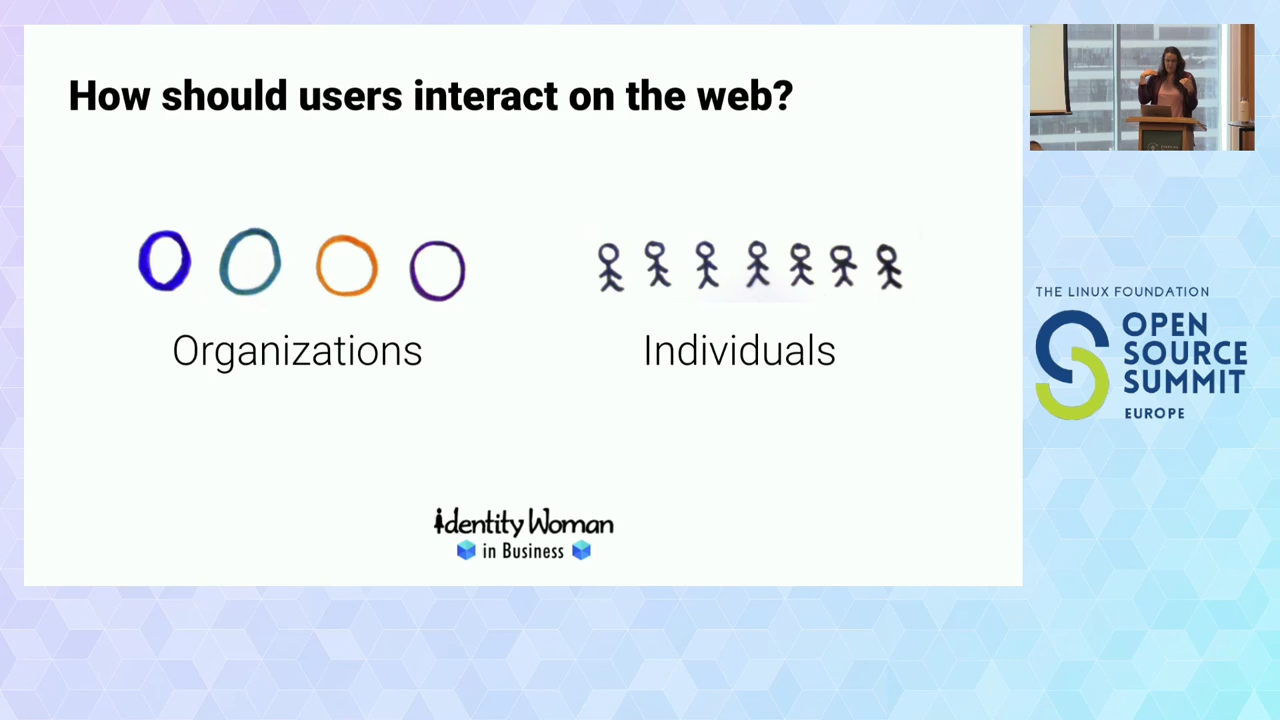 How should users interact on the web?
Organizations
Individuals
identity Woman
in Business
THE LINUX FOUNDATION
OPEN
SOURCE
SUMMIT
EUROPE